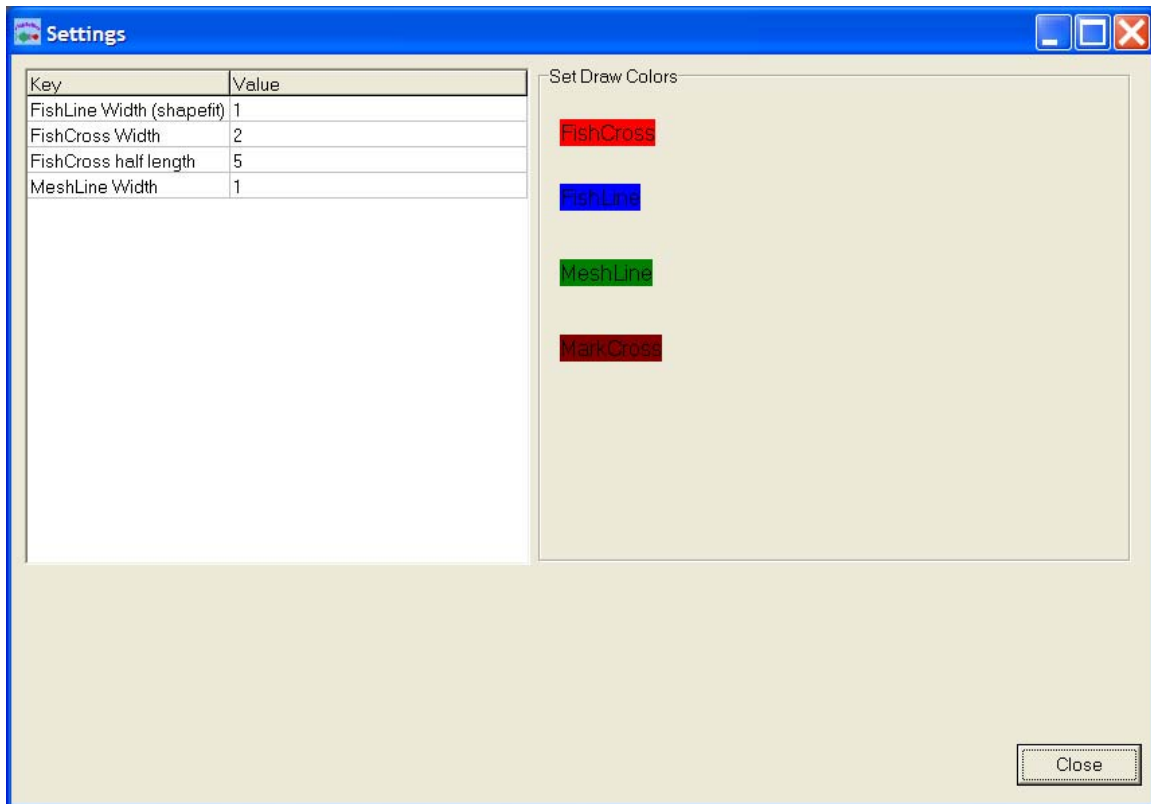 Settings
Key Value
FishLine Width (shapefit) 1
FishCross Width 2
FishCross half length 5
MeshLine Width 1
Set Draw Colors
FishCross
FishLine
MeshLine
MarkCross
Close